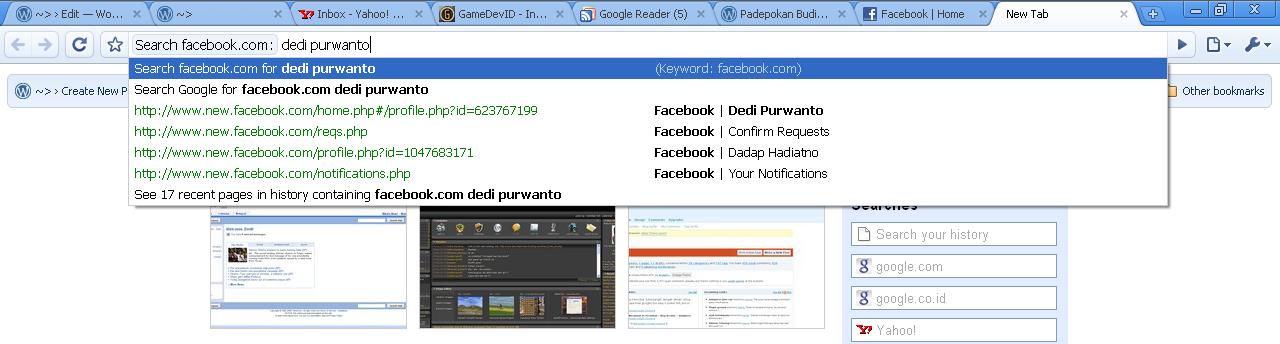 ~> › Edit — Wo...
~>
Inbox - Yahoo! ...
GameDevID - In...
Google Reader (5)
Padepokan Budi...
Facebook | Home
New Tab
Search facebook.com: dedi purwanto
~> › Create New P
Search facebook.com for dedi purwanto (Keyword: facebook.com)
Search Google for facebook.com dedi purwanto
http://www.new.facebook.com/home.php#/profile.php?id=623767199 Facebook | Dedi Purwanto
http://www.new.facebook.com/reqs.php Facebook | Confirm Requests
http://www.new.facebook.com/profile.php?id=1047683171 Facebook | Dadap Hadiatno
http://www.new.facebook.com/notifications.php Facebook | Your Notifications
See 17 recent pages in history containing facebook.com dedi purwanto
Other bookmarks
Searches
Search your history
google.com
google.co.id
Yahoo!